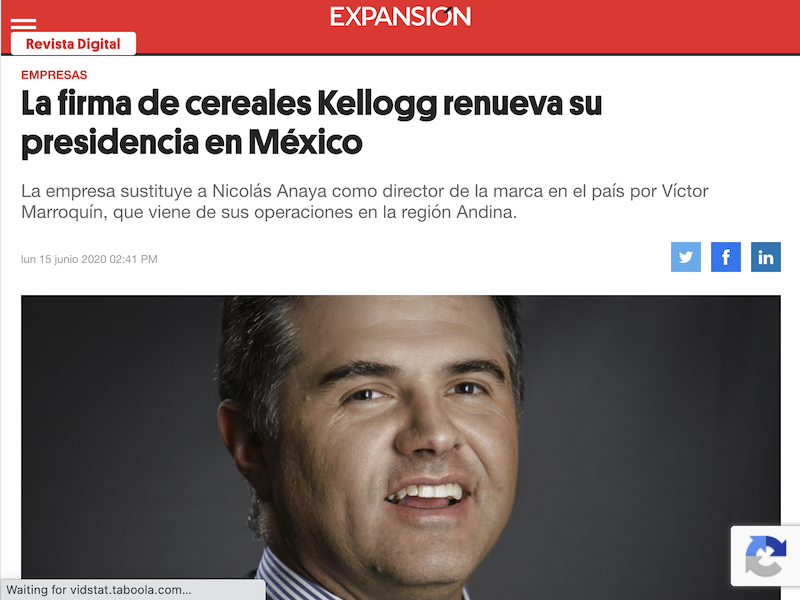 EXPANSIÓN
Revista Digital
EMPRESAS
La firma de cereales Kellogg renueva su
presidencia en México
La empresa sustituye a Nicolás Anaya como director de la marca en el país por Víctor
Marroquín, que viene de sus operaciones en la región Andina.
lun 15 junio 2020 02:41 PM
f
in
Waiting for vidstat.taboola.com...